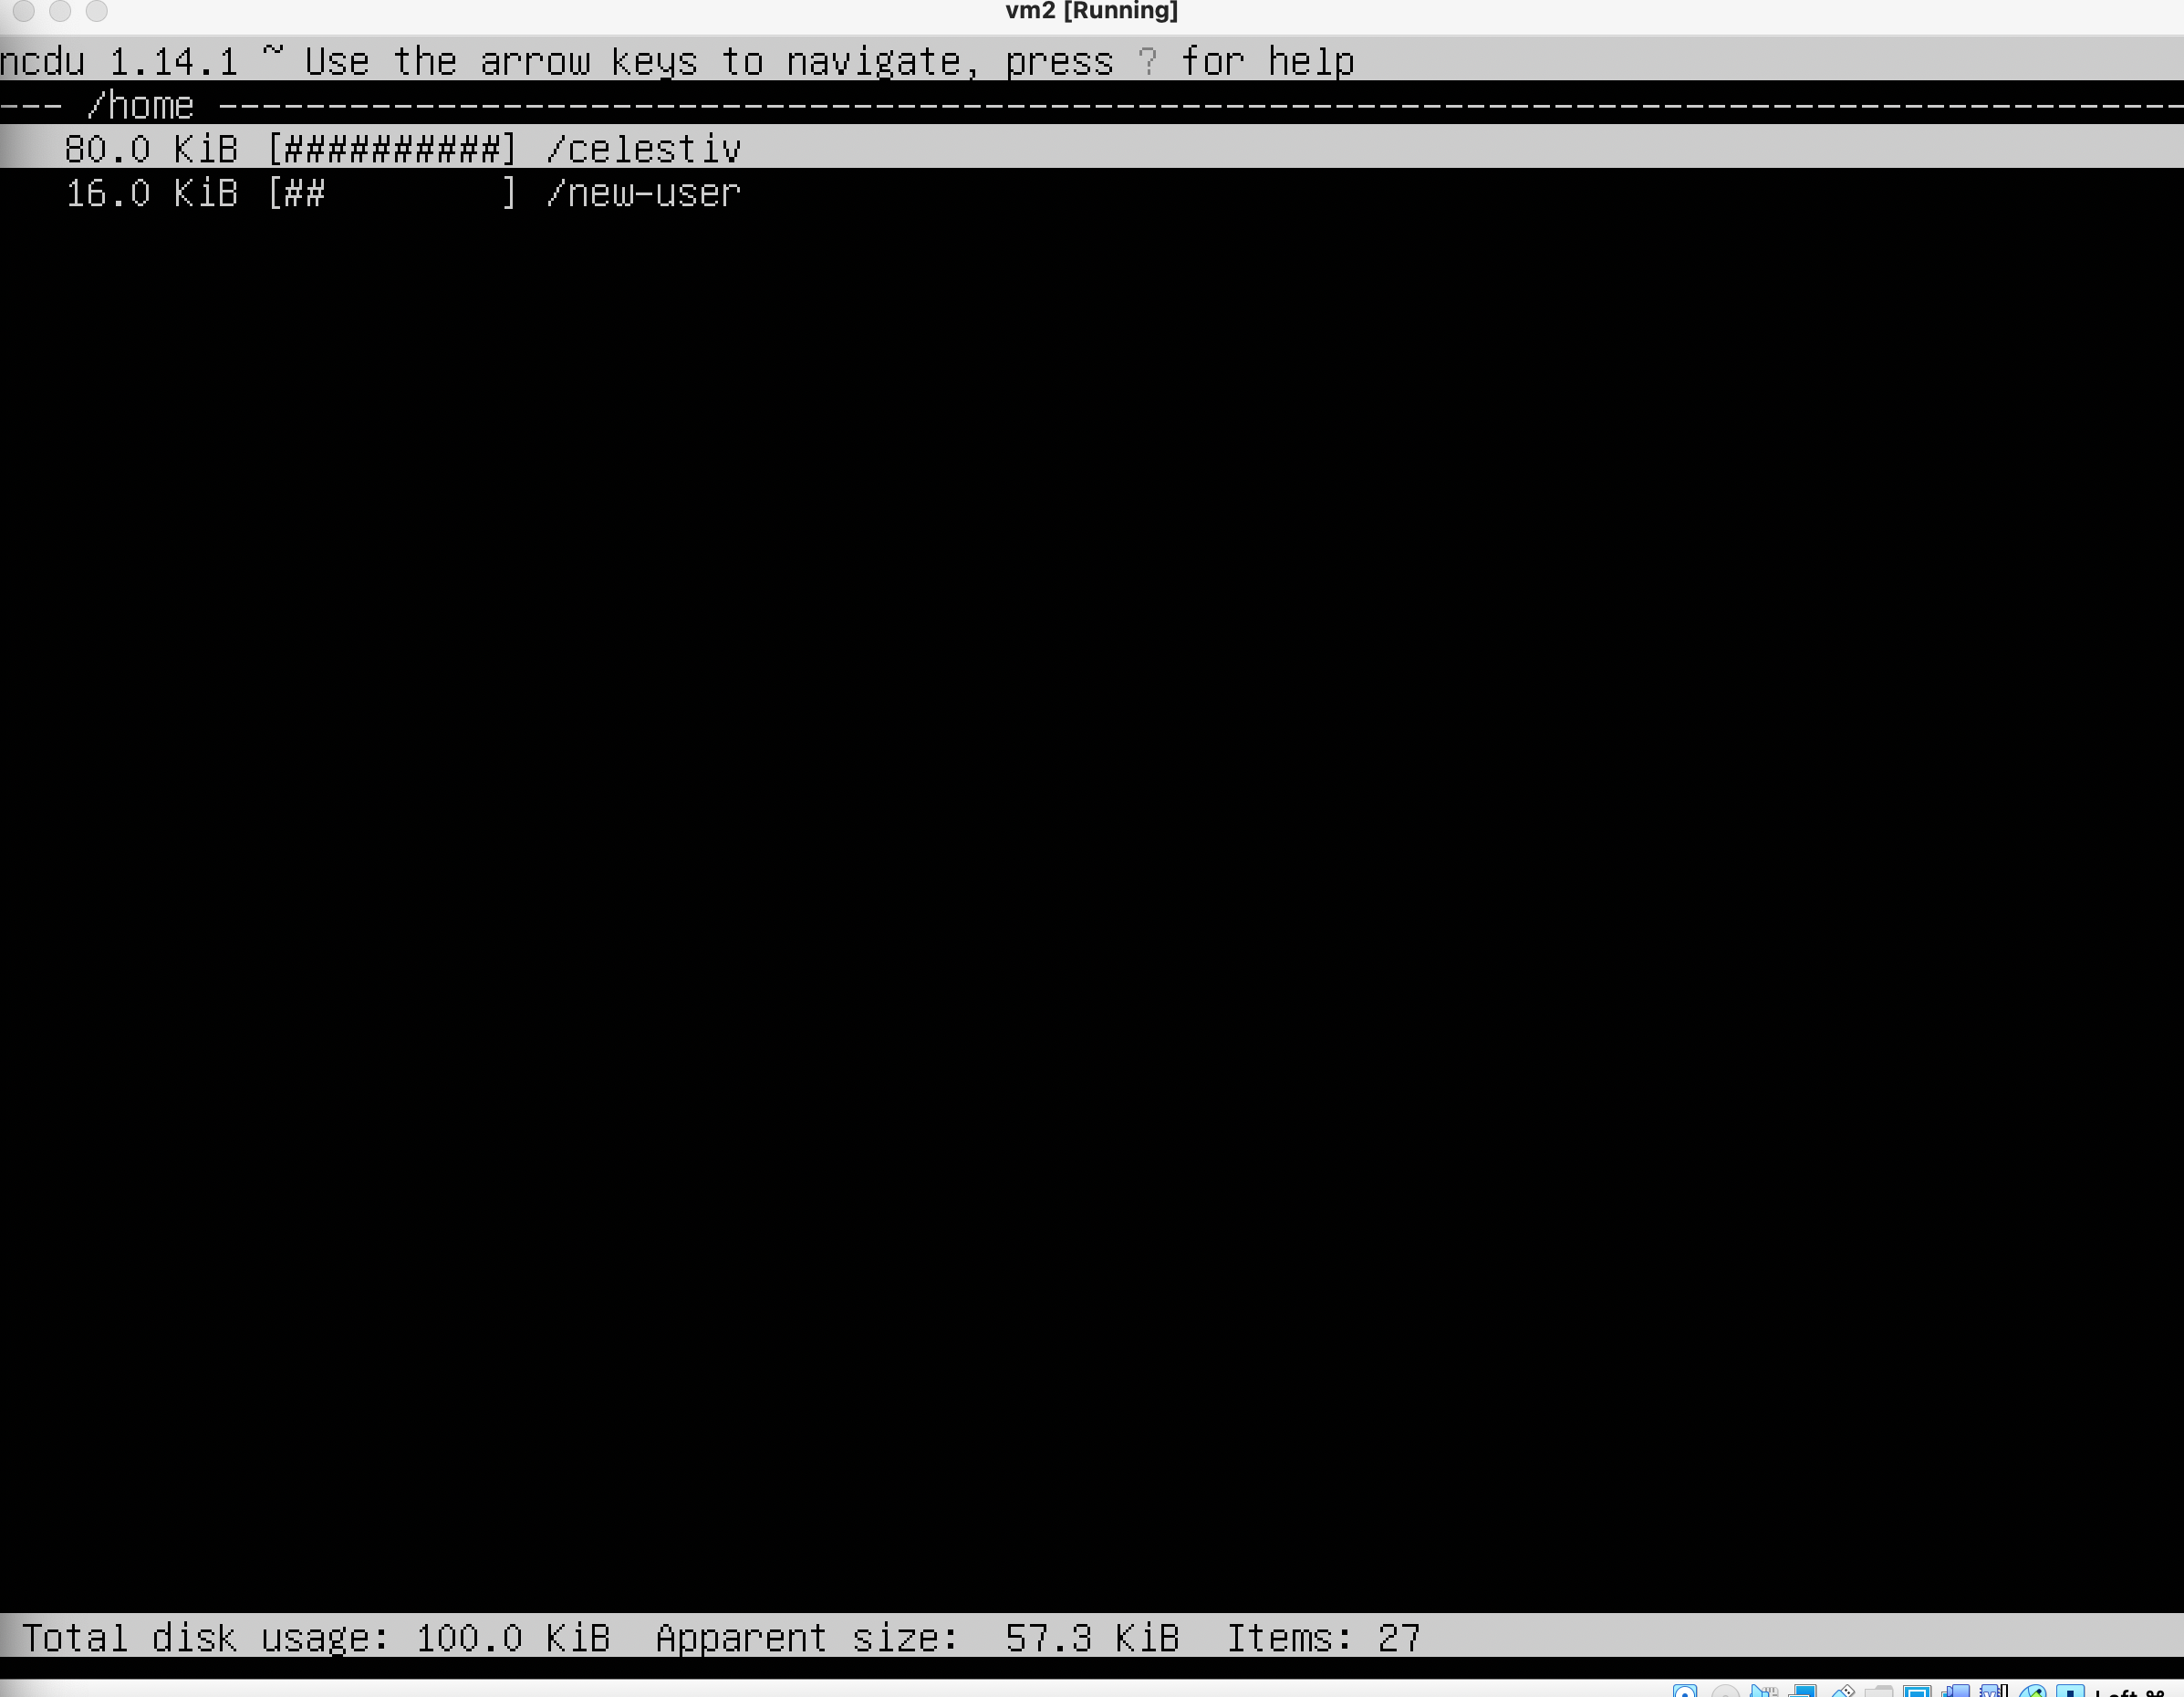 vm2 [Running]
ncdu 1.14.1 ~ Use the arrow keys to navigate, press ? for help
--- /home ------------------------------------------------------------------------------------------
80.0 KiB [##########] /celestiv
16.0 KiB [##        ] /new-user
Total disk usage: 100.0 KiB  Apparent size:  57.3 KiB  Items: 27
Left ⌘